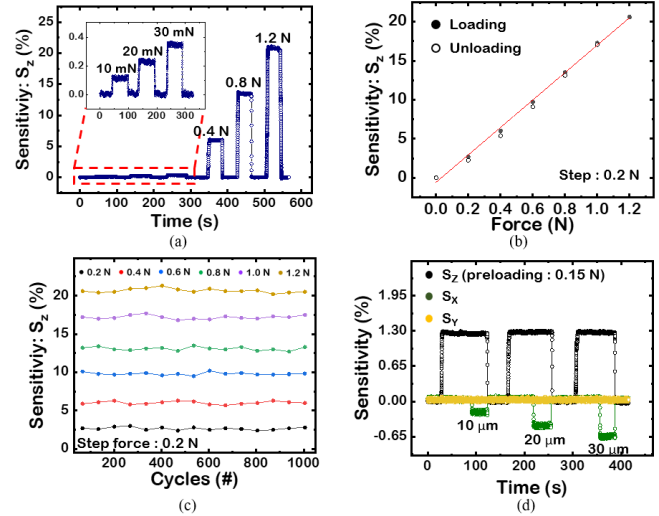 (a)
Sensitiviy: S_z (%)
25
20
15
10
5
0
0.4
0.2
0.0
10 mN
20 mN
30 mN
0 100 200 300
0.4 N
0.8 N
1.2 N
0 100 200 300 400 500 600
Time (s)
(a)
Sensitivity: S_z (%)
20
15
10
5
0
Loading
Unloading
Step : 0.2 N
0.0 0.2 0.4 0.6 0.8 1.0 1.2
Force (N)
(b)
Sensitiviy: S_z (%)
25
20
15
10
5
0
0.2 N 0.4 N 0.6 N 0.8 N 1.0 N 1.2 N
Step force : 0.2 N
200 400 600 800 1000
Cycles (#)
(c)
Sensitivity (%)
1.95
1.30
0.65
0.00
-0.65
S_Z (preloading : 0.15 N)
S_X
S_Y
10 μm
20 μm
30 μm
0 100 200 300 400
Time (s)
(d)